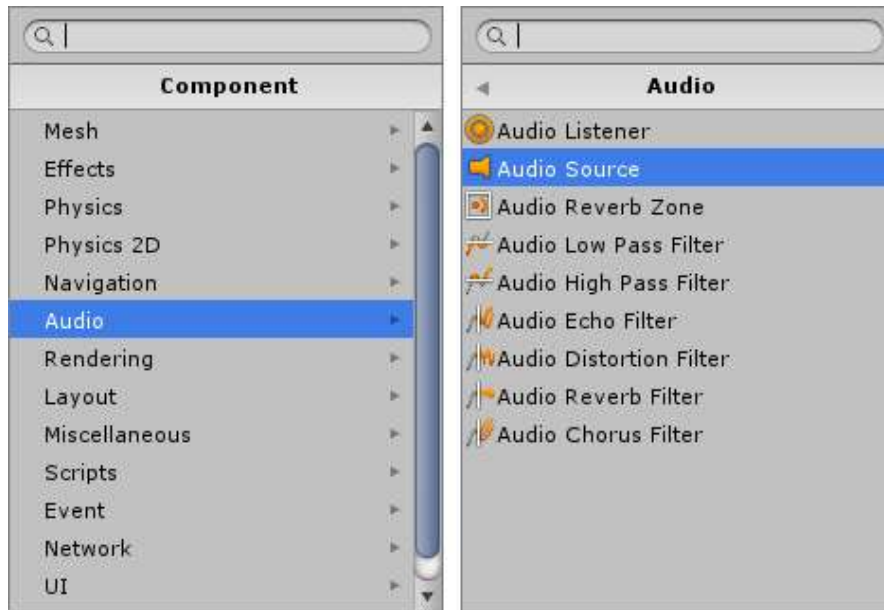 Component
Mesh
Effects
Physics
Physics 2D
Navigation
Audio
Rendering
Layout
Miscellaneous
Scripts
Event
Network
UI
Audio
Audio Listener
Audio Source
Audio Reverb Zone
Audio Low Pass Filter
Audio High Pass Filter
Audio Echo Filter
Audio Distortion Filter
Audio Reverb Filter
Audio Chorus Filter